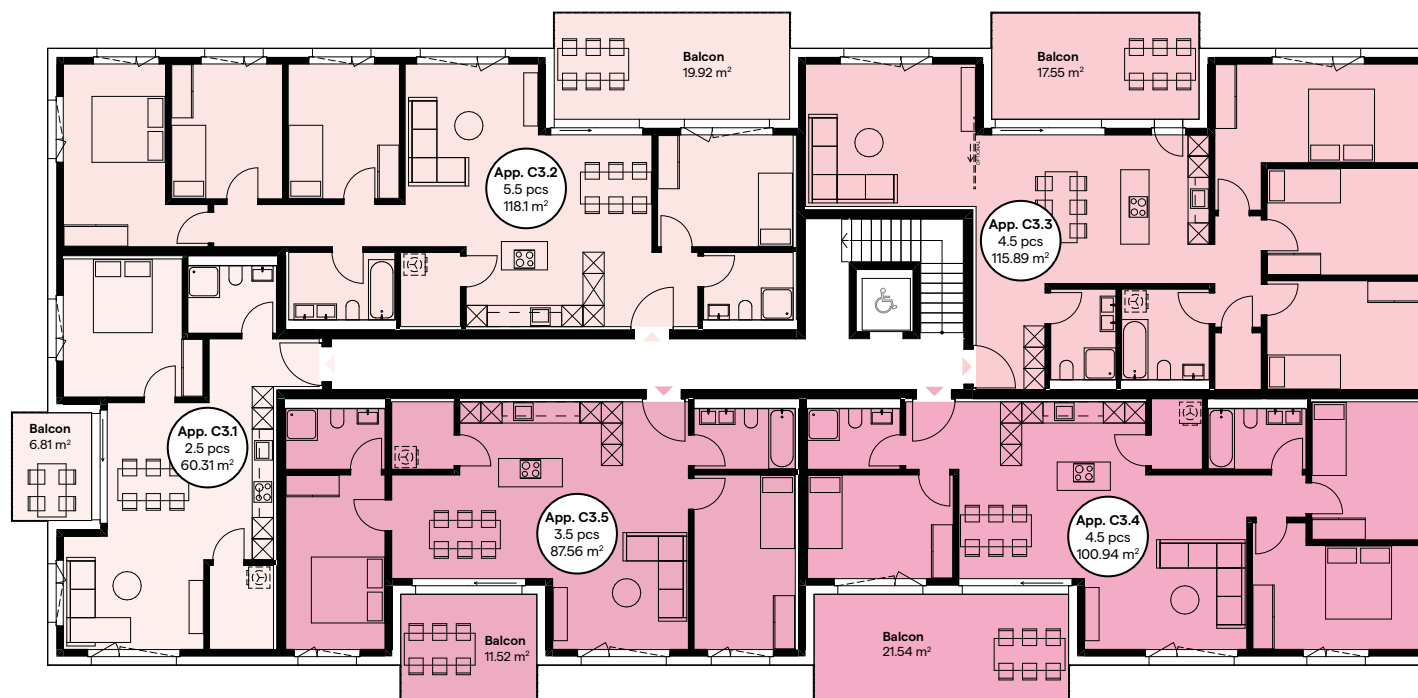 Balcon
19.92 m²
Balcon
17.55 m²
App. C3.2
5.5 pcs
118.1 m²
App. C3.3
4.5 pcs
115.89 m²
Balcon
6.81 m²
App. C3.1
2.5 pcs
60.31 m²
App. C3.5
3.5 pcs
87.56 m²
App. C3.4
4.5 pcs
100.94 m²
Balcon
11.52 m²
Balcon
21.54 m²